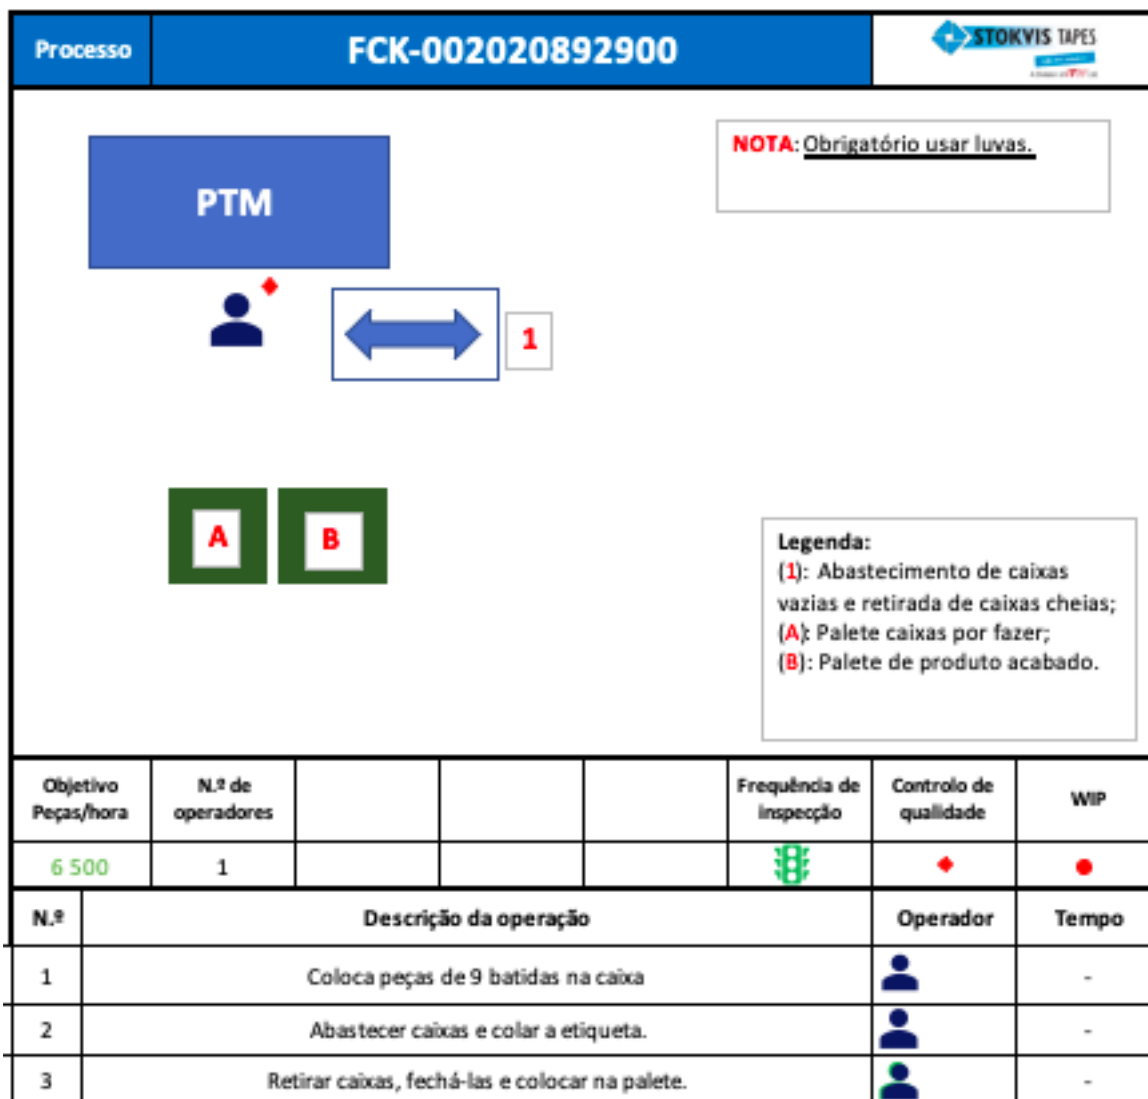 Processo
FCK-002020892900
STOKVIS TAPES
PTM
NOTA: Obrigatório usar luvas.
1
A
B
Legenda:
(1): Abastecimento de caixas
vazias e retirada de caixas cheias;
(A): Palete caixas por fazer;
(B): Palete de produto acabado.
Objetivo
Peças/hora
N.º de
operadores
Frequência de
inspecção
Controlo de
qualidade
WIP
6 500
1
N.º
Descrição da operação
Operador
Tempo
1
Coloca peças de 9 batidas na caixa
-
2
Abastecer caixas e colar a etiqueta.
-
3
Retirar caixas, fechá-las e colocar na palete.
-